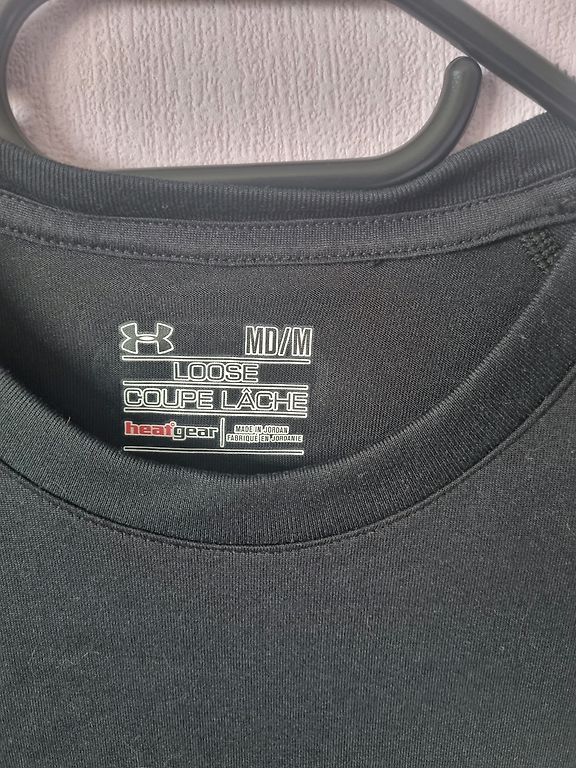 MD/M
LOOSE
COUPE LÂCHE
heatgear
MADE IN JORDAN
FABRIQUÉ EN JORDANIE